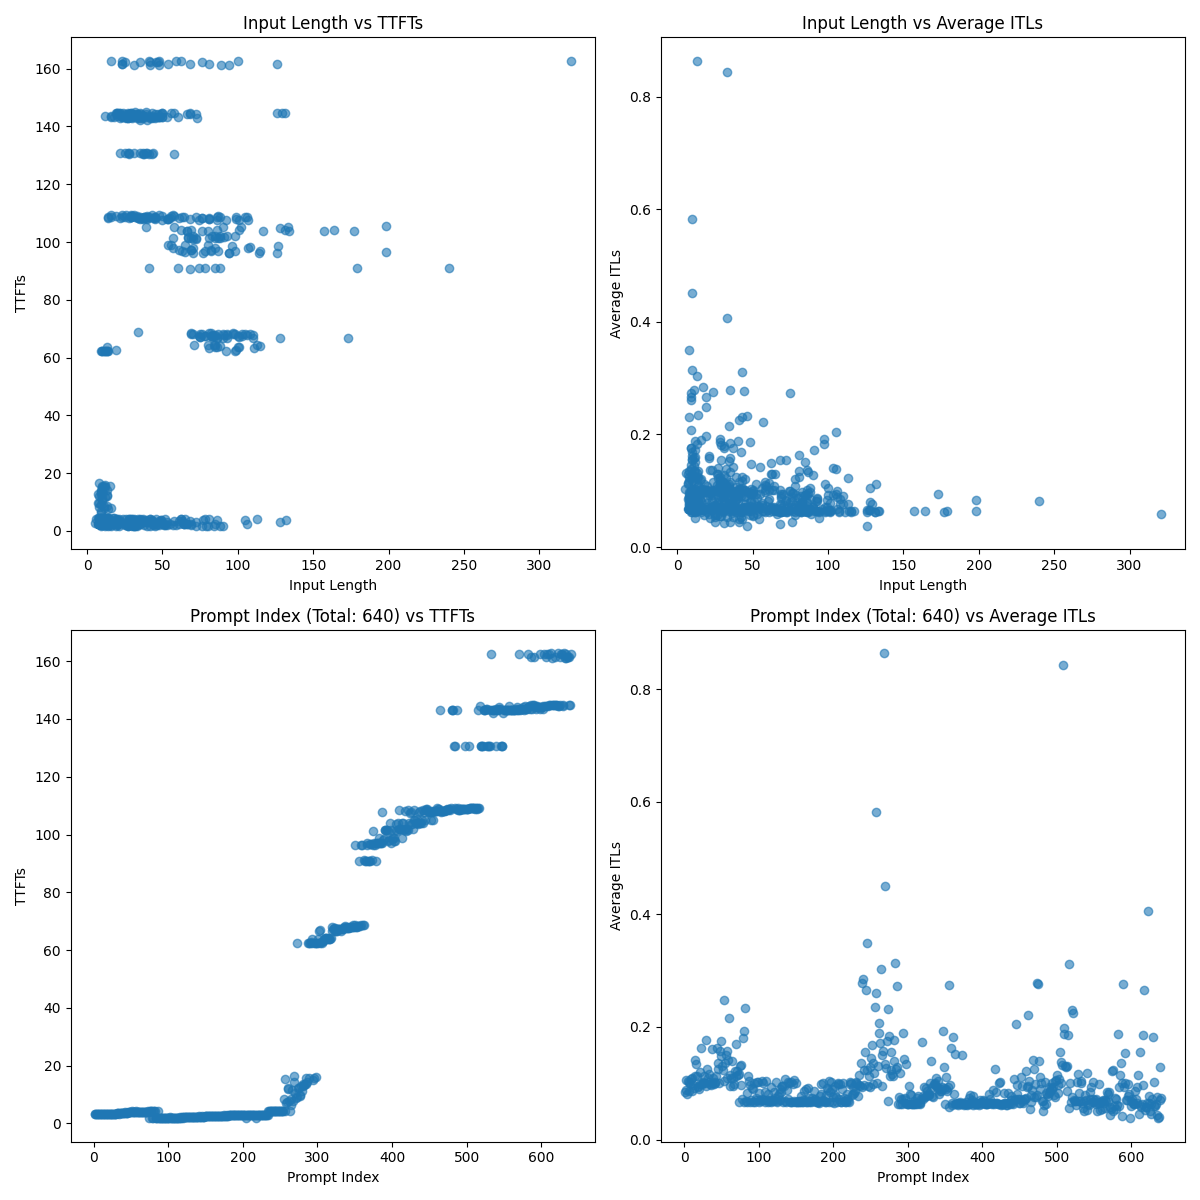 Input Length vs TTFTs
160
140
120
100
80
60
40
20
0
TTFTs
0 50 100 150 200 250 300
Input Length
Input Length vs Average ITLs
0.8
0.6
0.4
0.2
0.0
Average ITLs
0 50 100 150 200 250 300
Input Length
Prompt Index (Total: 640) vs TTFTs
160
140
120
100
80
60
40
20
0
TTFTs
0 100 200 300 400 500 600
Prompt Index
Prompt Index (Total: 640) vs Average ITLs
0.8
0.6
0.4
0.2
0.0
Average ITLs
0 100 200 300 400 500 600
Prompt Index